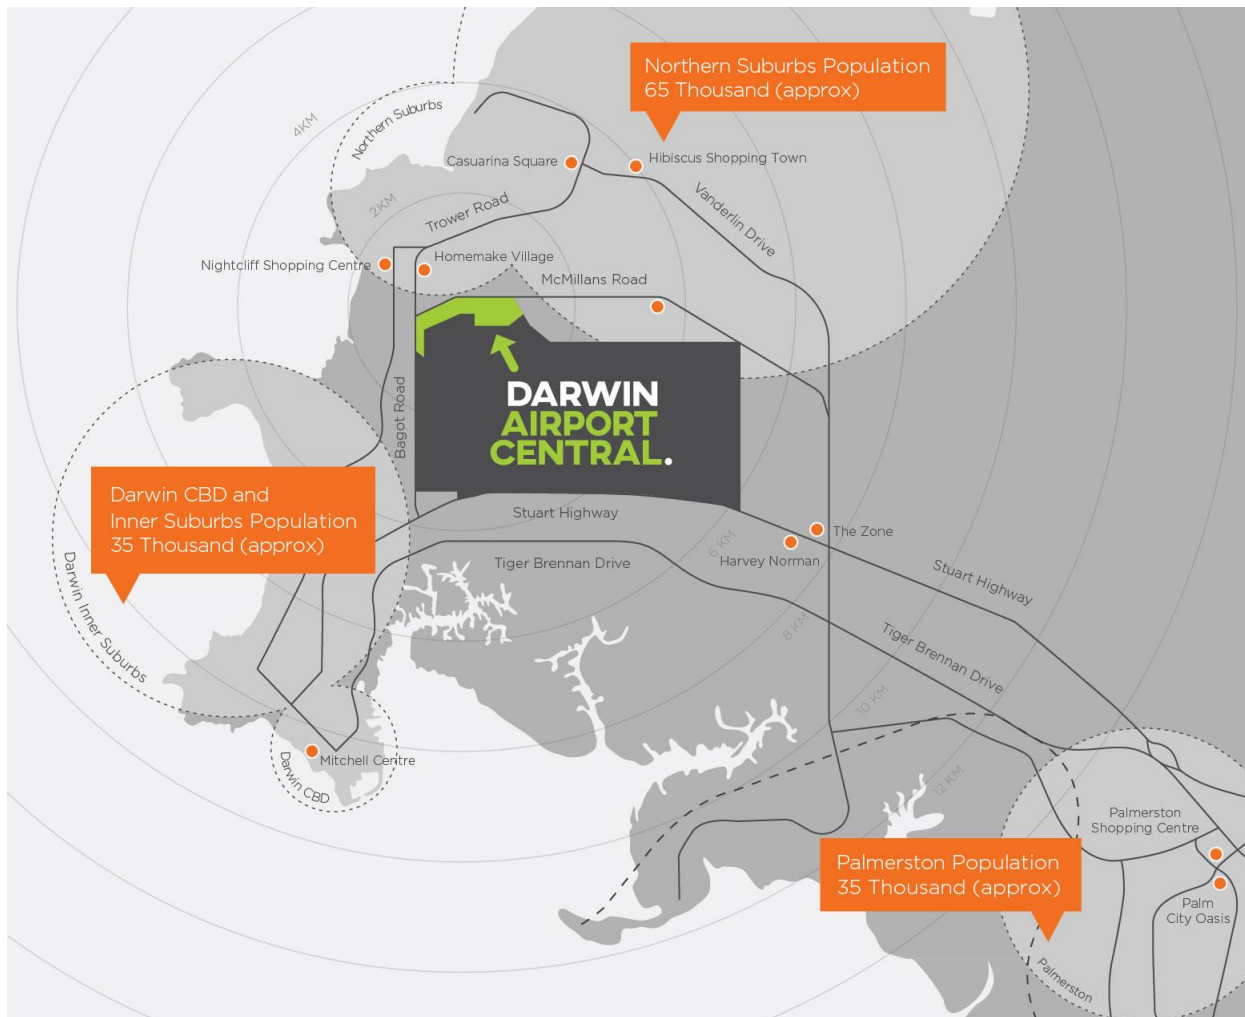 Northern Suburbs Population
65 Thousand (approx)
4KM
Northern Suburbs
Casuarina Square
Hibiscus Shopping Town
2KM
Trower Road
Vanderlin Drive
Nightcliff Shopping Centre
Homemake Village
McMillans Road
DARWIN
AIRPORT
CENTRAL.
Bagot Road
Darwin CBD and
Inner Suburbs Population
35 Thousand (approx)
Stuart Highway
The Zone
Harvey Norman
6 KM
Tiger Brennan Drive
Stuart Highway
Darwin Inner Suburbs
8 KM
Tiger Brennan Drive
10 KM
Mitchell Centre
Darwin CBD
12 KM
Palmerston
Shopping Centre
Palmerston Population
35 Thousand (approx)
Palm
City Oasis
Palmerston